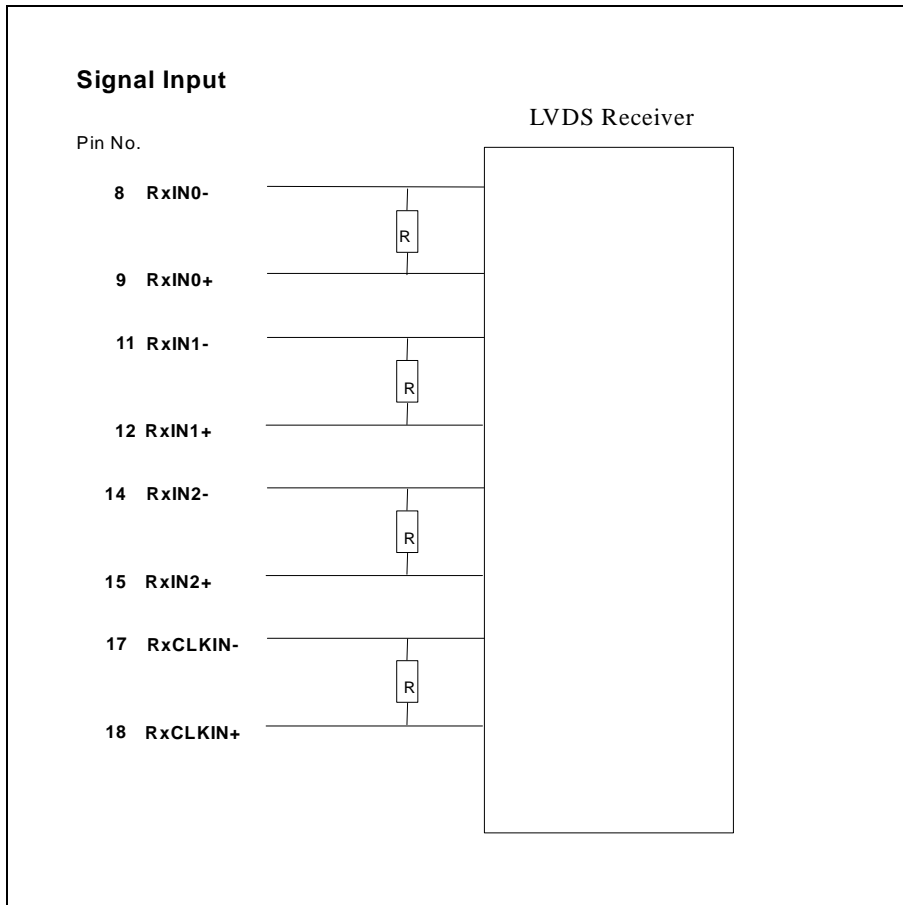 Signal Input
LVDS Receiver
Pin No.
8 RxIN0-
R
9 RxIN0+
11 RxIN1-
R
12 RxIN1+
14 RxIN2-
R
15 RxIN2+
17 RxCLKIN-
R
18 RxCLKIN+